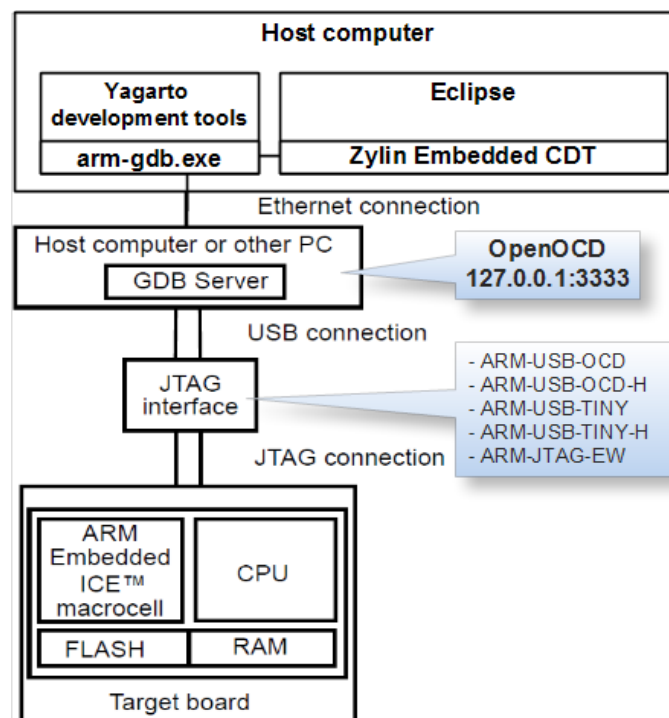 Host computer
Yagarto
development tools
arm-gdb.exe
Eclipse
Zylin Embedded CDT
Ethernet connection
Host computer or other PC
GDB Server
OpenOCD
127.0.0.1:3333
USB connection
JTAG
interface
- ARM-USB-OCD
- ARM-USB-OCD-H
- ARM-USB-TINY
- ARM-USB-TINY-H
- ARM-JTAG-EW
JTAG connection
ARM
Embedded
ICE™
macrocell
CPU
FLASH
RAM
Target board